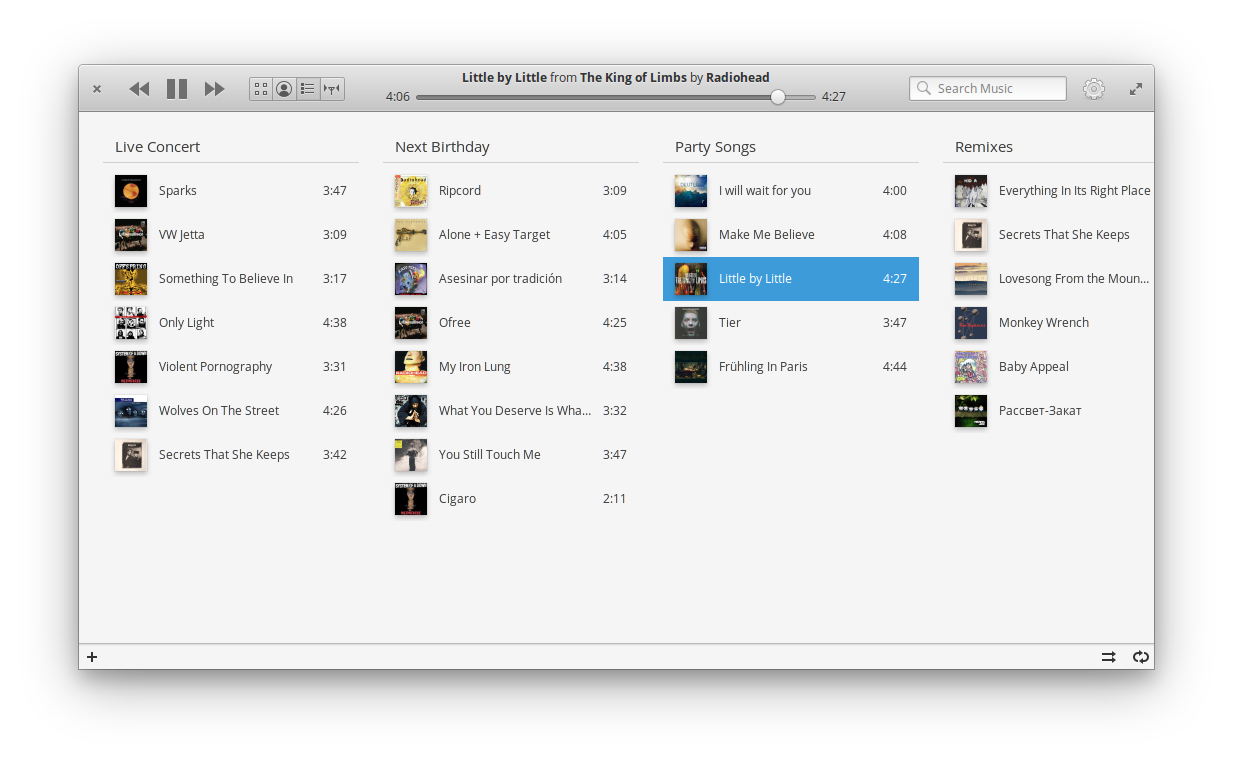 Little by Little from The King of Limbs by Radiohead
4:06 4:27
Search Music
Live Concert
Sparks 3:47
VW Jetta 3:09
Something To Believe In 3:17
Only Light 4:38
Violent Pornography 3:31
Wolves On The Street 4:26
Secrets That She Keeps 3:42
Next Birthday
Ripcord 3:09
Alone + Easy Target 4:05
Asesinar por tradición 3:14
Ofree 4:25
My Iron Lung 4:38
What You Deserve Is Wha... 3:32
You Still Touch Me 3:47
Cigaro 2:11
Party Songs
I will wait for you 4:00
Make Me Believe 4:08
Little by Little 4:27
Tier 3:47
Frühling In Paris 4:44
Remixes
Everything In Its Right Place
Secrets That She Keeps
Lovesong From the Moun...
Monkey Wrench
Baby Appeal
Рассвет-Закат